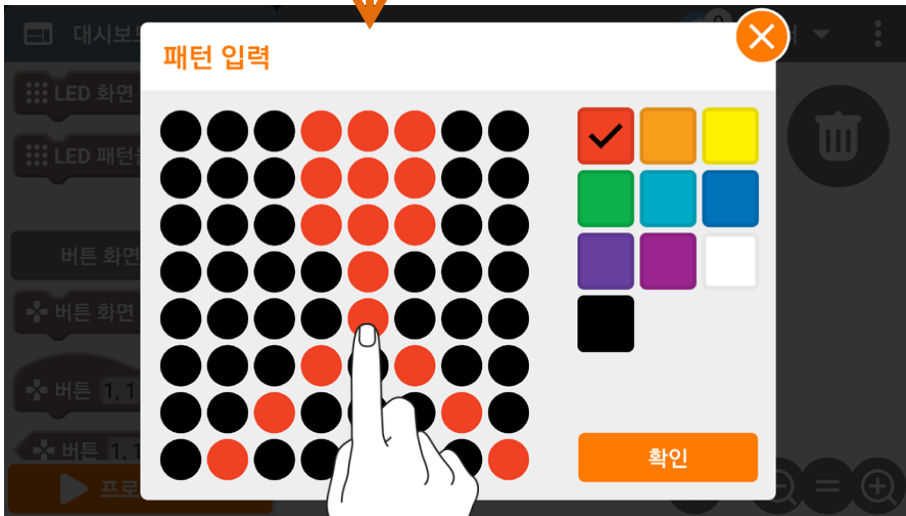 대시보드
패턴 입력
LED 화면
LED 패턴을
버튼 화면
버튼 화면
버튼 1, 1
버튼 1, 1
확인
프로